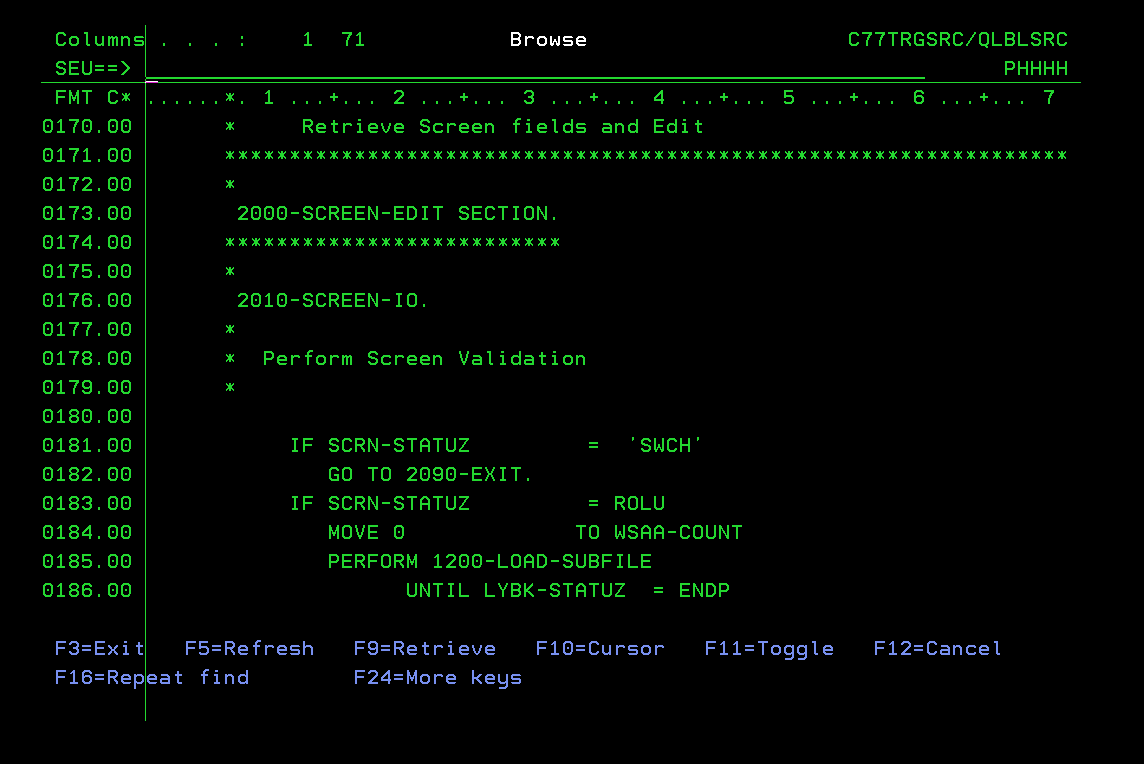 Columns . . . :    1  71           Browse                    C77TRGSRC/QLBLSRC
SEU==>                                                                   PHHHH
FMT C* ......*. 1 ...+... 2 ...+... 3 ...+... 4 ...+... 5 ...+... 6 ...+... 7
0170.00       *     Retrieve Screen fields and Edit
0171.00       *****************************************************************
0172.00       *
0173.00        2000-SCREEN-EDIT SECTION.
0174.00       **************************
0175.00       *
0176.00        2010-SCREEN-IO.
0177.00       *
0178.00       *  Perform Screen Validation
0179.00       *
0180.00
0181.00            IF SCRN-STATUZ         =  'SWCH'
0182.00               GO TO 2090-EXIT.
0183.00            IF SCRN-STATUZ         = ROLU
0184.00               MOVE 0             TO WSAA-COUNT
0185.00               PERFORM 1200-LOAD-SUBFILE
0186.00                     UNTIL LYBK-STATUZ  = ENDP
F3=Exit   F5=Refresh   F9=Retrieve   F10=Cursor   F11=Toggle   F12=Cancel
F16=Repeat find        F24=More keys